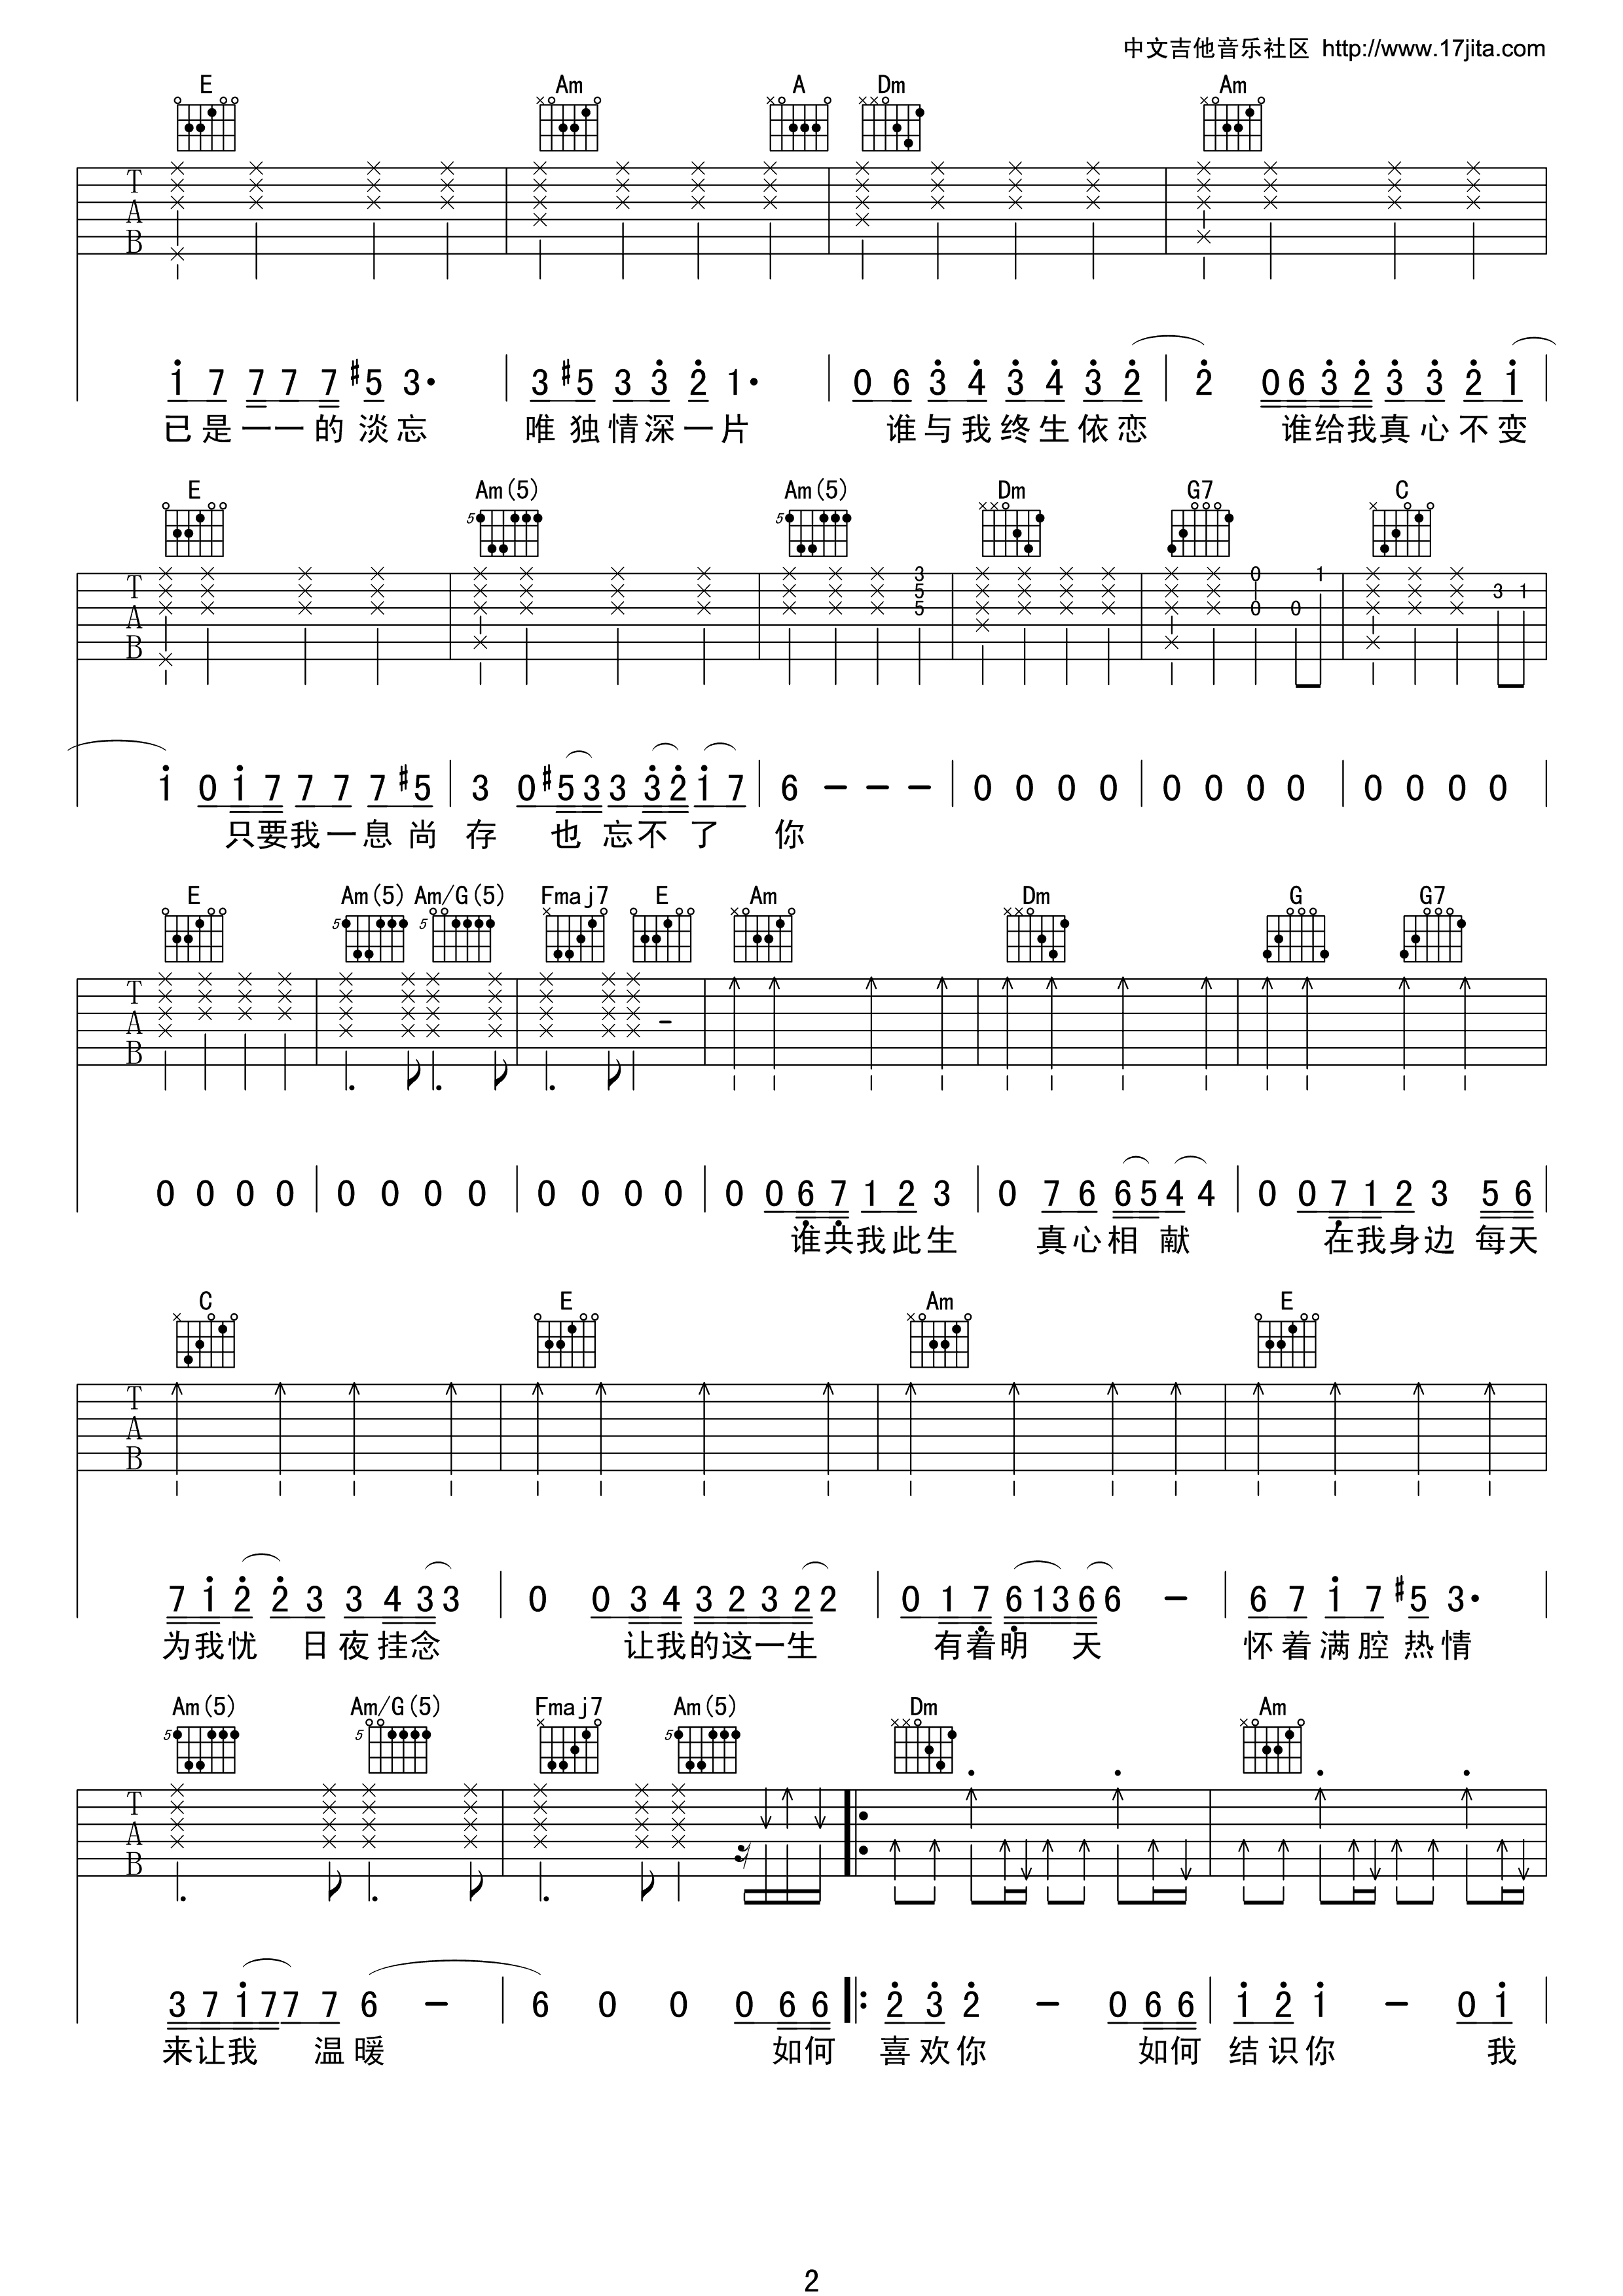 中文吉他音乐社区 http://www.17jita.com
E Am A Dm Am
T
A
B
1 7 7 7 7 #5 3· | 3 #5 3 3 2 1· | 0 6 3 4 3 4 3 2 | 2 0 6 3 2 3 3 2 1 |
已是一一的淡忘 唯独情深一片 谁与我终生依恋 谁给我真心不变
E Am(5) Am(5) Dm G7 C
5 5
T
A
B
3 5 5 0 0 0 1 3 1
1 0 1 7 7 7 7 #5 | 3 0 #5 3 3 3 2 1 7 | 6 - - - | 0 0 0 0 | 0 0 0 0 | 0 0 0 0 |
只要我一息尚 存 也忘不了 你
E Am(5) Am/G(5) Fmaj7 E Am Dm G G7
5 5
T
A
B
0 0 0 0 | 0 0 0 0 | 0 0 0 0 | 0 0 6 7 1 2 3 | 0 7 6 6 5 4 4 | 0 0 7 1 2 3 5 6 |
谁共我此生 真心相献 在我身边 每天
C E Am E
T
A
B
7 1 2 2 3 3 4 3 3 | 0 0 3 4 3 2 3 2 2 | 0 1 7 6 1 3 6 6 - | 6 7 1 7 #5 3· |
为我忧 日夜挂念 让我的这一生 有着明 天 怀着满腔热情
Am(5) Am/G(5) Fmaj7 Am(5) Dm Am
5 5 5
T
A
B
3 7 1 7 7 7 6 - | 6 0 0 0 6 6 |: 2 3 2 - 0 6 6 | 1 2 1 - 0 1 |
来让我 温暖 如何 喜欢你 如何 结识你 我
2